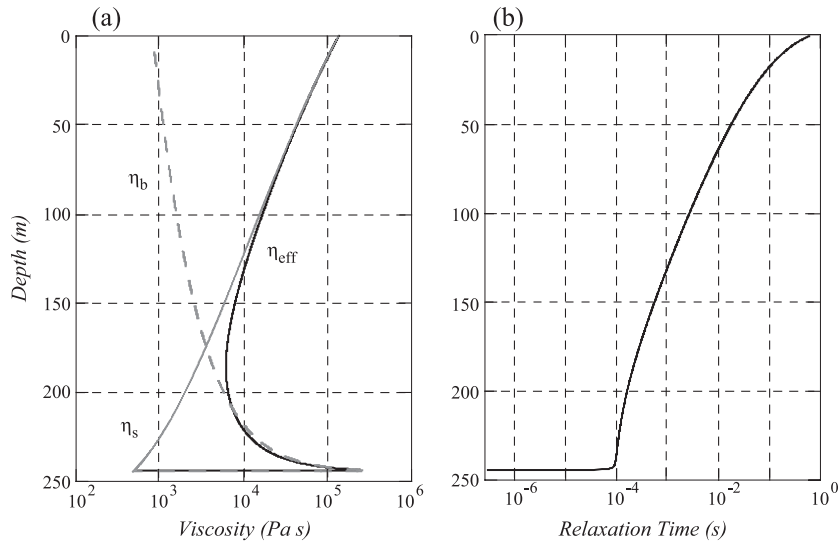 (a)
0
50
100
150
200
250
Depth (m)
η_b
η_eff
η_s
10^2
10^3
10^4
10^5
10^6
Viscosity (Pa s)
(b)
0
50
100
150
200
250
10^-6
10^-4
10^-2
10^0
Relaxation Time (s)